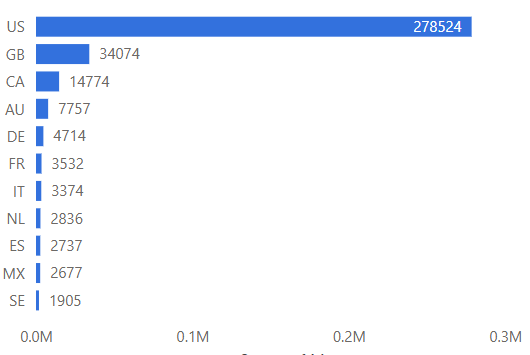 US 278524
GB 34074
CA 14774
AU 7757
DE 4714
FR 3532
IT 3374
NL 2836
ES 2737
MX 2677
SE 1905
0.0M 0.1M 0.2M 0.3M